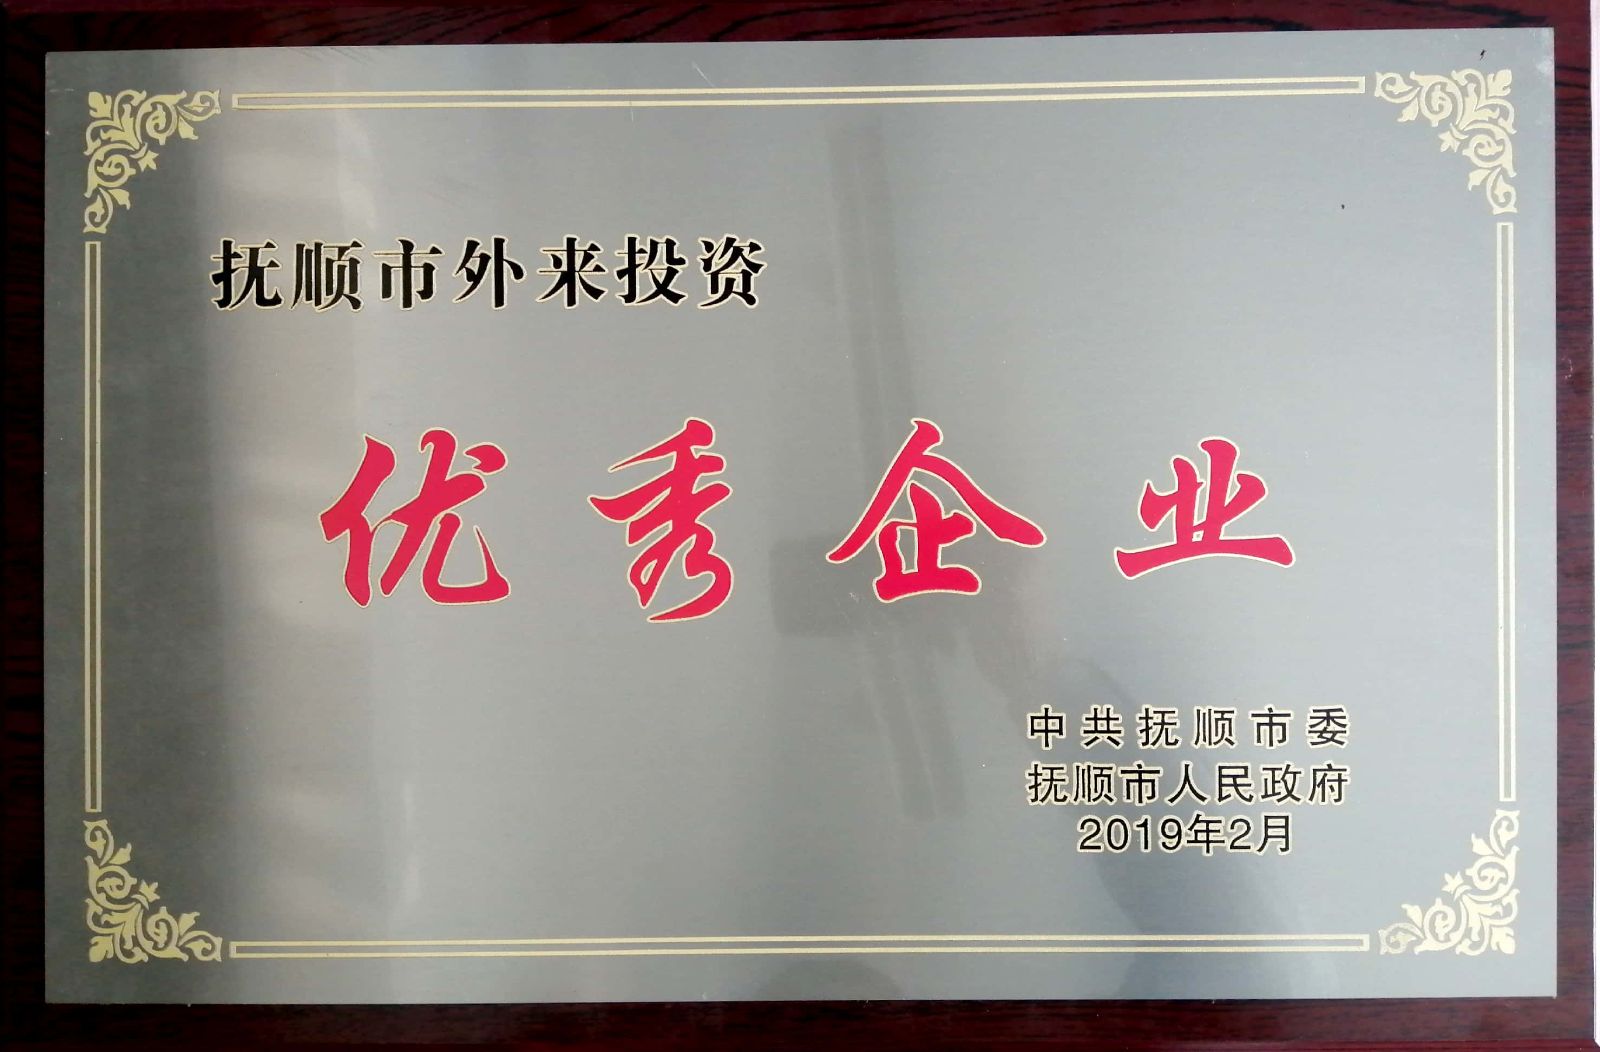 抚顺市外来投资
优秀企业
中共抚顺市委
抚顺市人民政府
2019年2月